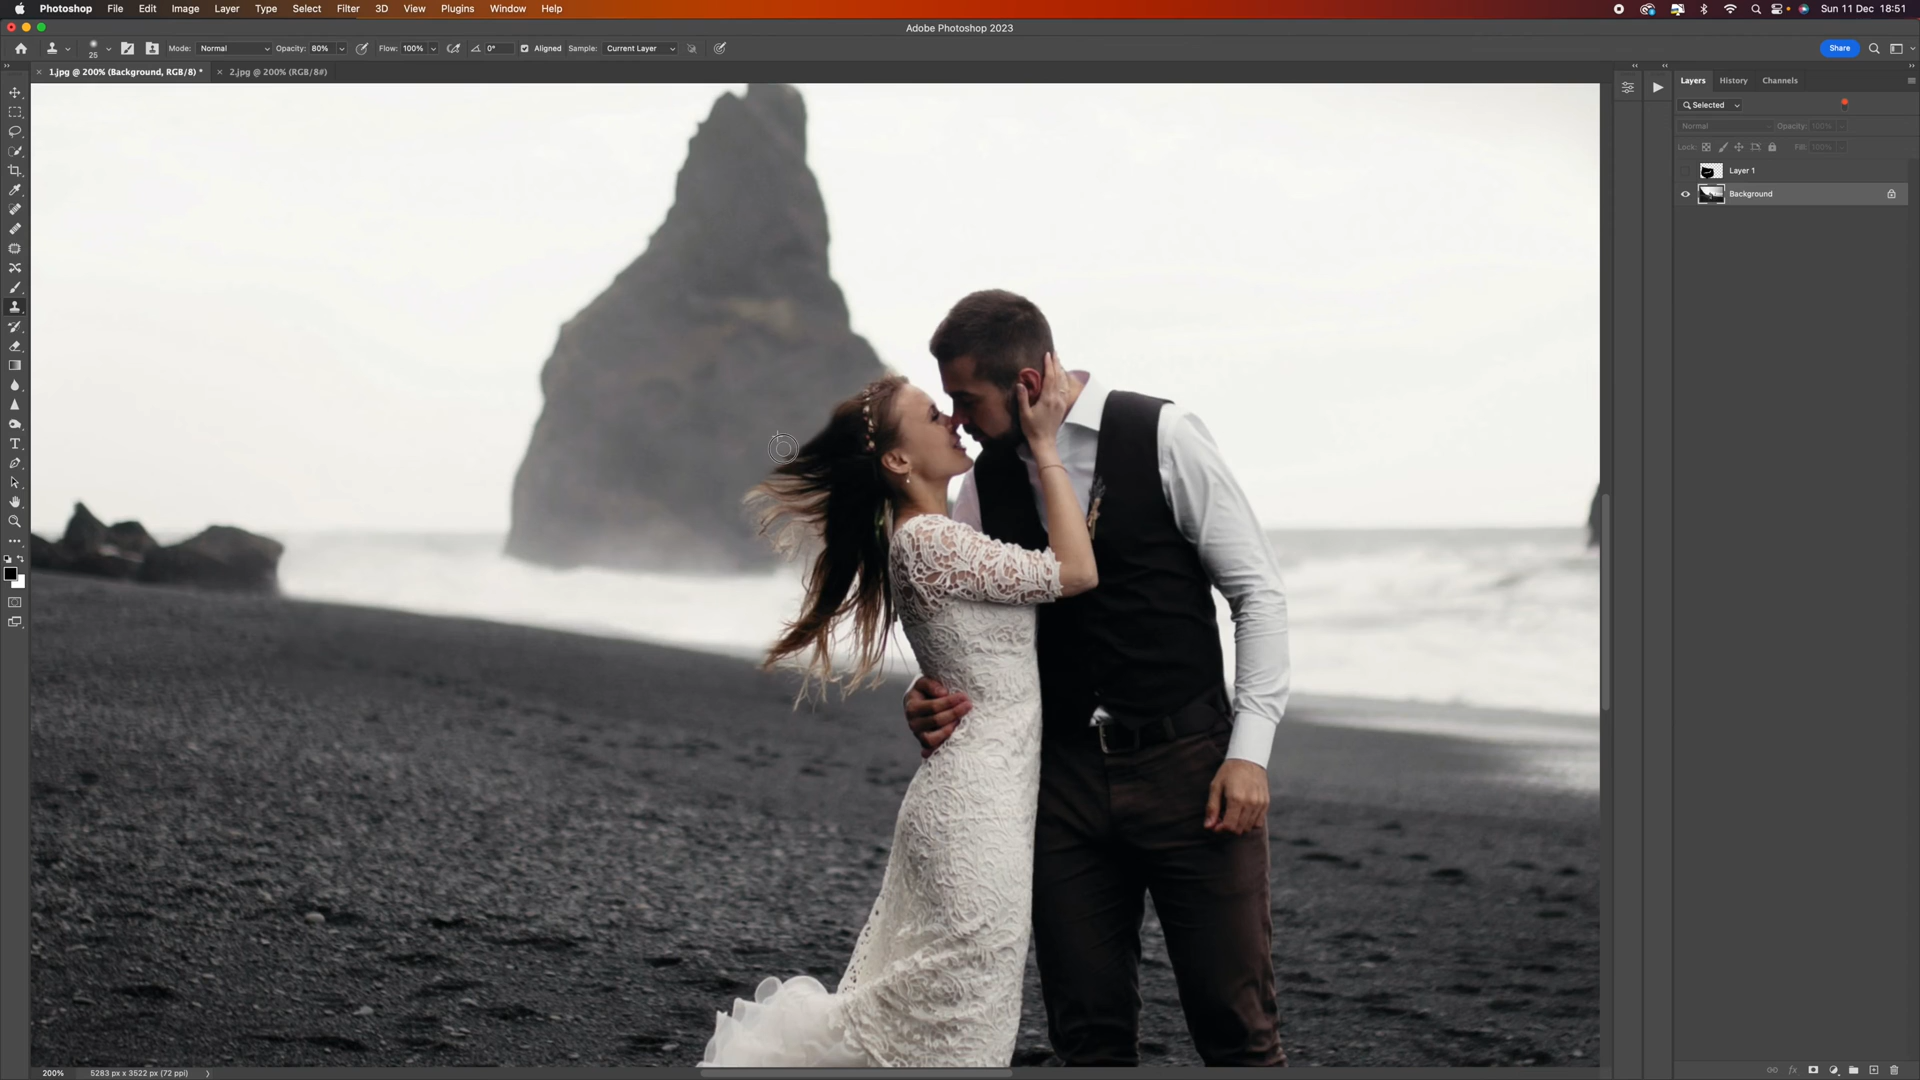 Photoshop File Edit Image Layer Type Select Filter 3D View Plugins Window Help Sun 11 Dec 18:51
Adobe Photoshop 2023
25 Mode: Normal Opacity: 80% Flow: 100% 0° Aligned Sample: Current Layer Share
1.jpg @ 200% (Background, RGB/8) * 2.jpg @ 200% (RGB/8#)
Layers History Channels
Selected
Normal Opacity: 100%
Lock: Fill: 100%
Layer 1
Background
200% 5283 px x 3522 px (72 ppi)